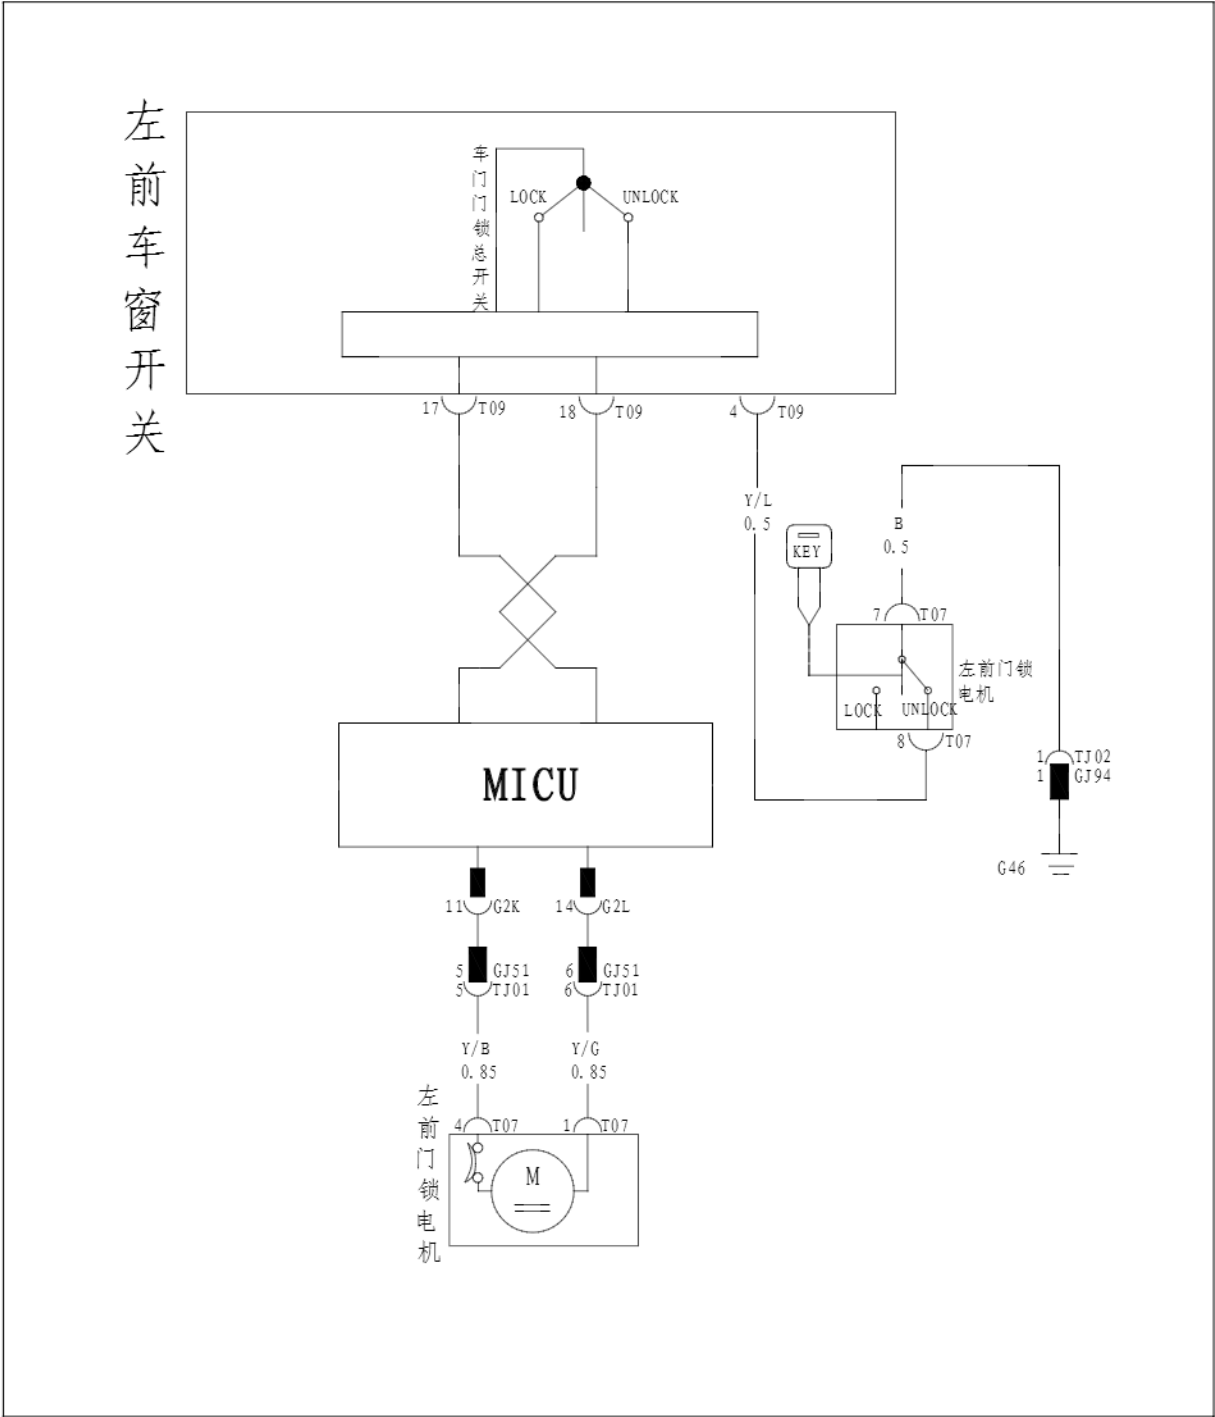 左前车窗开关
车门门锁总开关
LOCK
UNLOCK
17 T09
18 T09
4 T09
Y/L
0.5
KEY
B
0.5
7 T07
左前门锁
电机
LOCK
UNLOCK
8 T07
1 TJ02
1 GJ94
G46
MICU
11 G2K
14 G2L
5 GJ51
5 TJ01
6 GJ51
6 TJ01
Y/B
0.85
Y/G
0.85
左前门锁电机
4 T07
1 T07
M